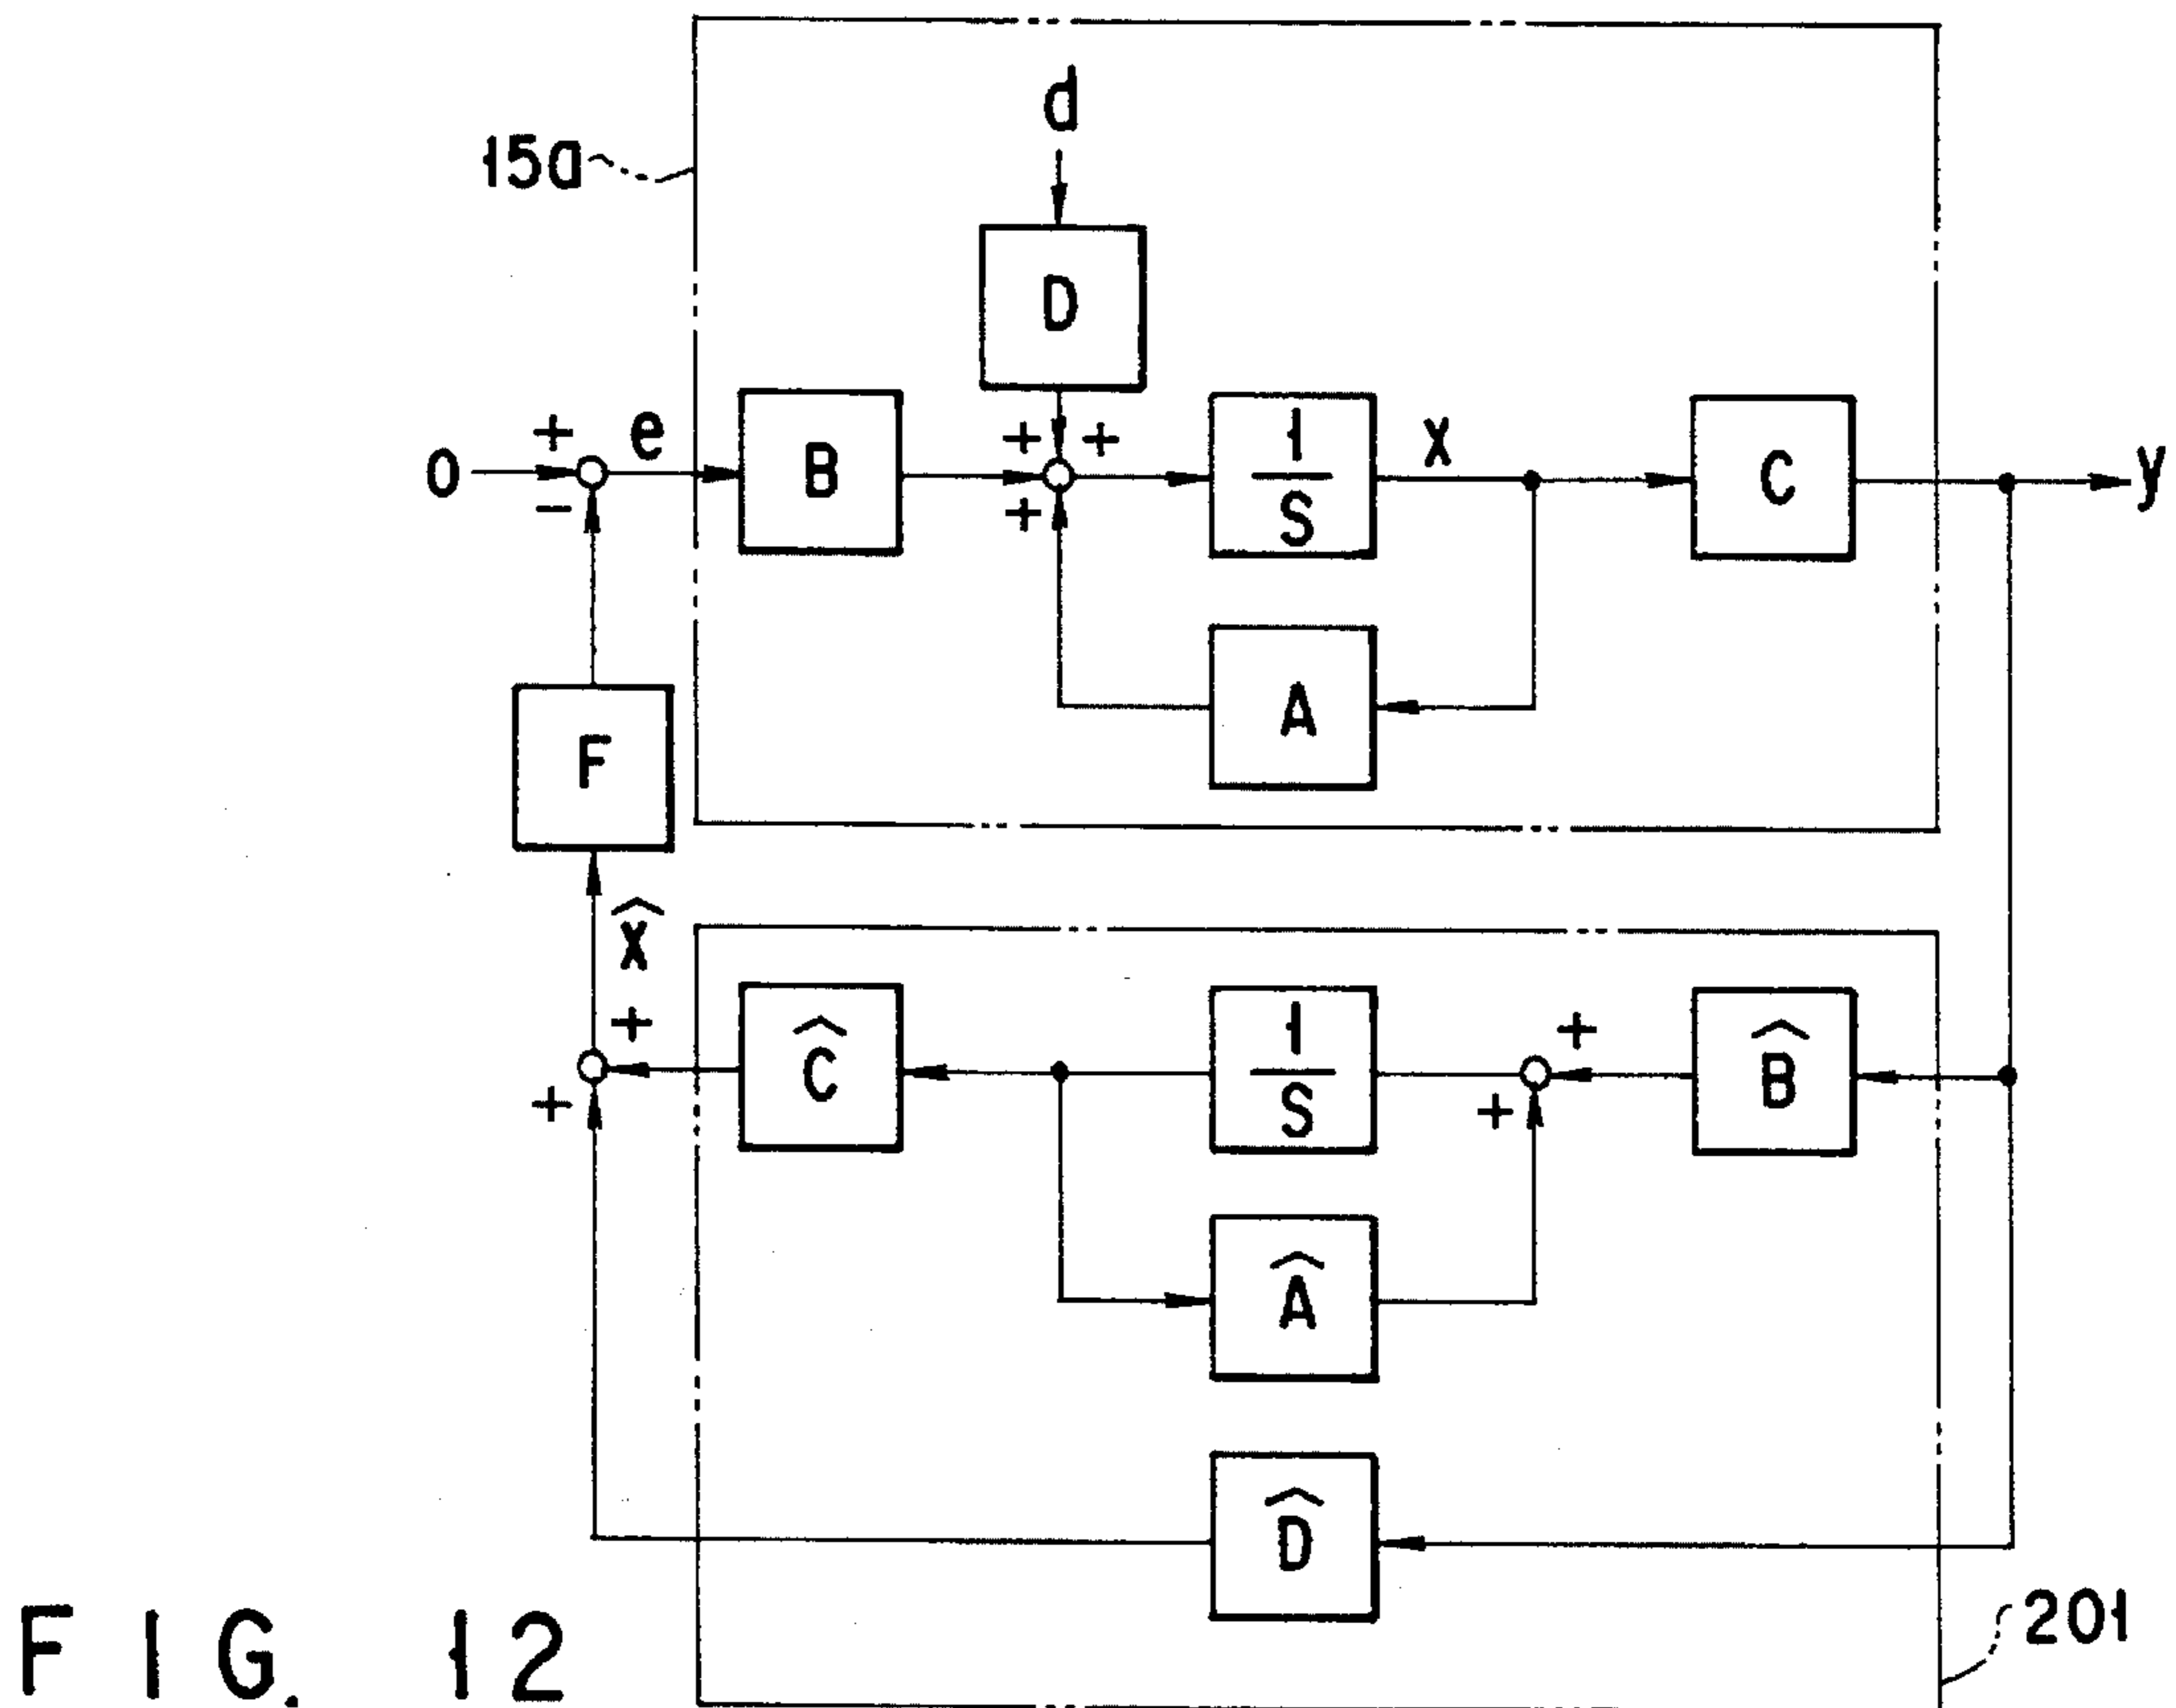 d
15a
D
+ +
0 + - e
B
+
1
S
x
C
y
A
F
x̂
+
+
Ĉ
1
S
+
+
B̂
Â
D̂
201
FIG. 12